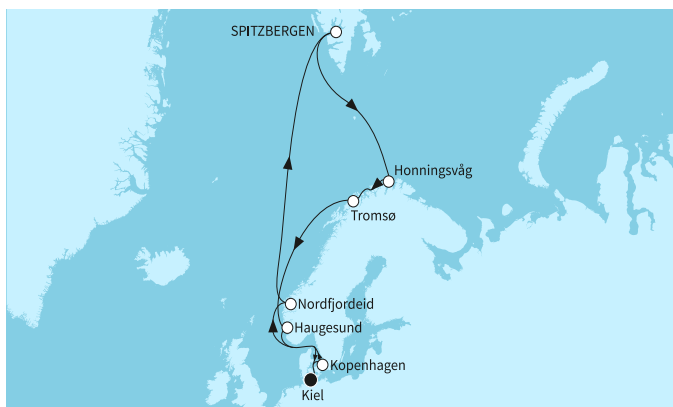 SPITZBERGEN
Honningsvåg
Tromsø
Nordfjordeid
Haugesund
Kopenhagen
Kiel